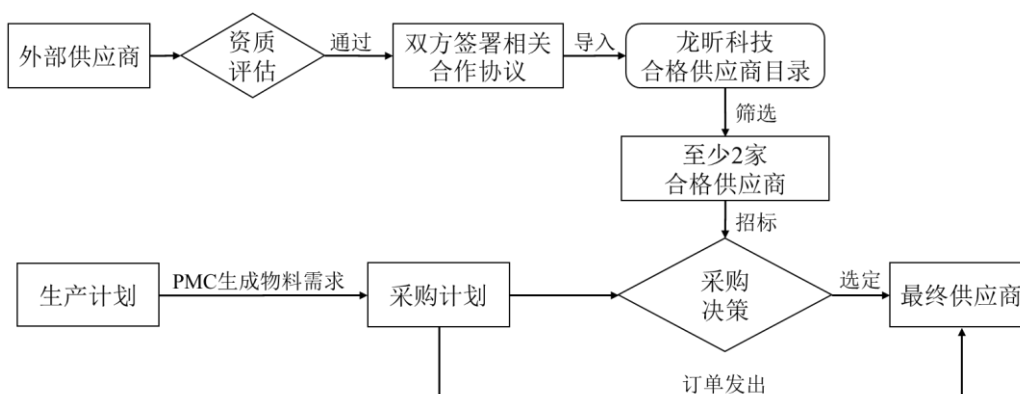 外部供应商
资质
评估
通过
双方签署相关
合作协议
导入
龙昕科技
合格供应商目录
筛选
至少2家
合格供应商
招标
生产计划
PMC生成物料需求
采购计划
采购
决策
选定
最终供应商
订单发出